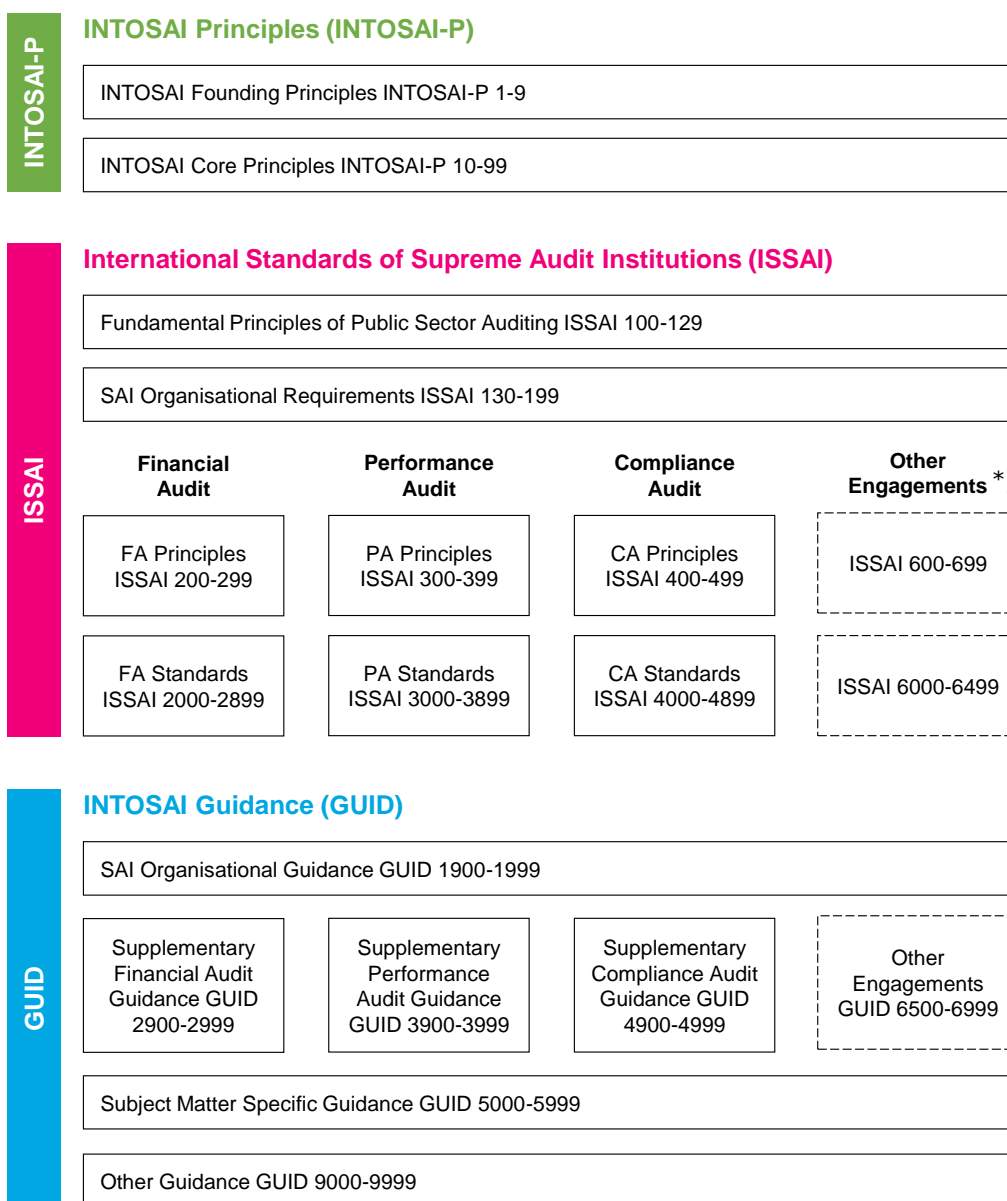 INTOSAI-P
INTOSAI Principles (INTOSAI-P)
INTOSAI Founding Principles INTOSAI-P 1-9
INTOSAI Core Principles INTOSAI-P 10-99
ISSAI
International Standards of Supreme Audit Institutions (ISSAI)
Fundamental Principles of Public Sector Auditing ISSAI 100-129
SAI Organisational Requirements ISSAI 130-199
Financial
Audit
Performance
Audit
Compliance
Audit
Other
Engagements *
FA Principles
ISSAI 200-299
PA Principles
ISSAI 300-399
CA Principles
ISSAI 400-499
ISSAI 600-699
FA Standards
ISSAI 2000-2899
PA Standards
ISSAI 3000-3899
CA Standards
ISSAI 4000-4899
ISSAI 6000-6499
GUID
INTOSAI Guidance (GUID)
SAI Organisational Guidance GUID 1900-1999
Supplementary
Financial Audit
Guidance GUID
2900-2999
Supplementary
Performance
Audit Guidance
GUID 3900-3999
Supplementary
Compliance Audit
Guidance GUID
4900-4999
Other
Engagements
GUID 6500-6999
Subject Matter Specific Guidance GUID 5000-5999
Other Guidance GUID 9000-9999